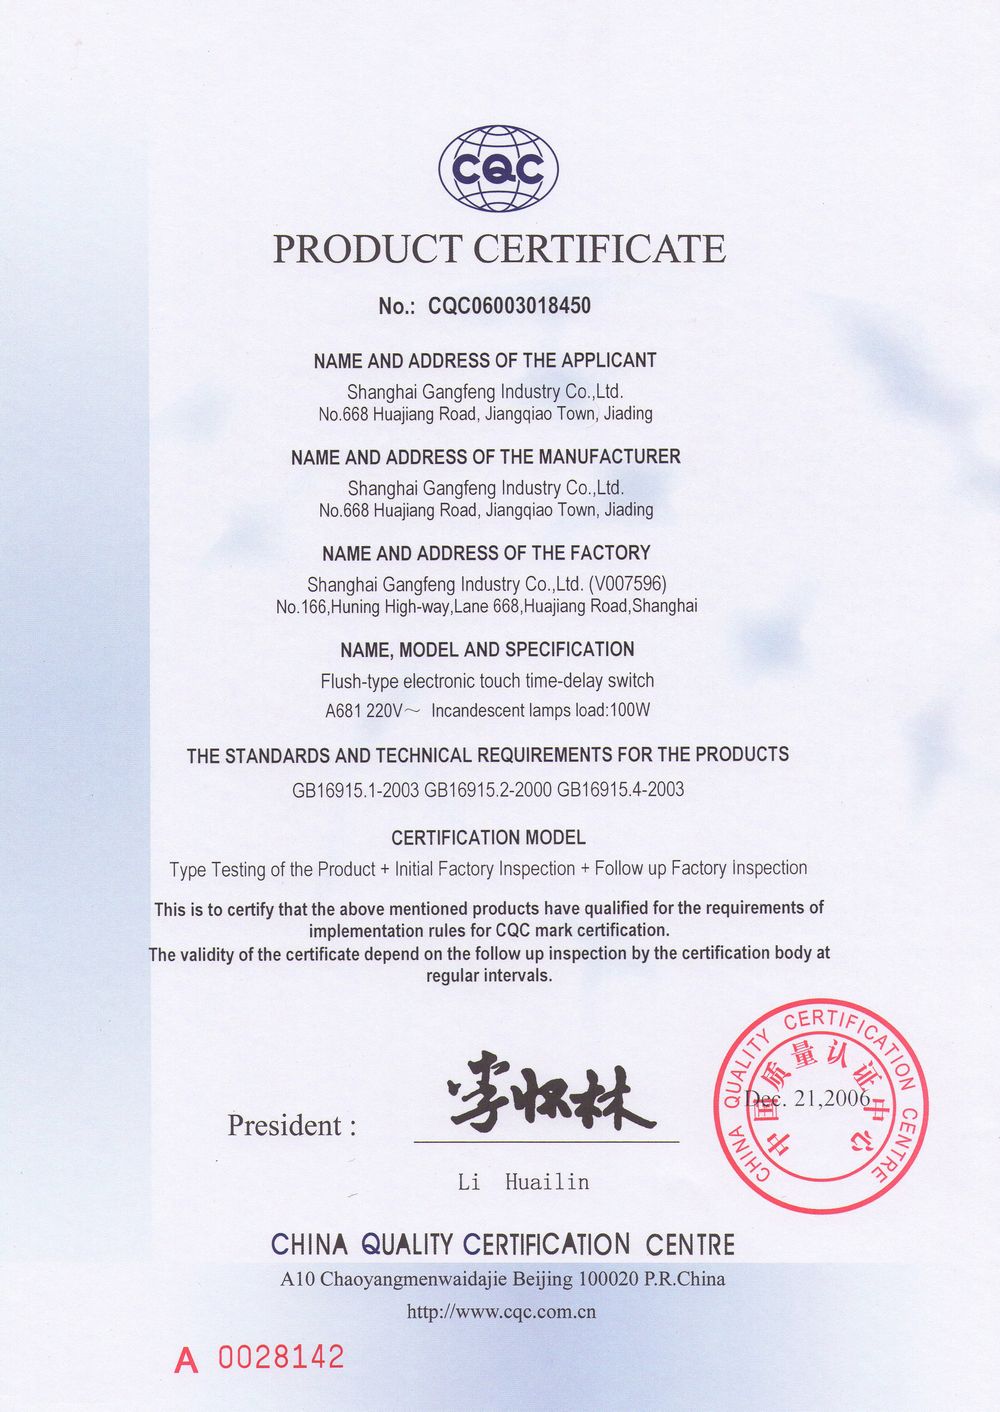 CQC
PRODUCT CERTIFICATE
No.: CQC06003018450
NAME AND ADDRESS OF THE APPLICANT
Shanghai Gangfeng Industry Co.,Ltd.
No.668 Huajiang Road, Jiangqiao Town, Jiading
NAME AND ADDRESS OF THE MANUFACTURER
Shanghai Gangfeng Industry Co.,Ltd.
No.668 Huajiang Road, Jiangqiao Town, Jiading
NAME AND ADDRESS OF THE FACTORY
Shanghai Gangfeng Industry Co.,Ltd. (V007596)
No.166,Huning High-way,Lane 668,Huajiang Road,Shanghai
NAME, MODEL AND SPECIFICATION
Flush-type electronic touch time-delay switch
A681 220V～ Incandescent lamps load:100W
THE STANDARDS AND TECHNICAL REQUIREMENTS FOR THE PRODUCTS
GB16915.1-2003 GB16915.2-2000 GB16915.4-2003
CERTIFICATION MODEL
Type Testing of the Product + Initial Factory Inspection + Follow up Factory Inspection
This is to certify that the above mentioned products have qualified for the requirements of
implementation rules for CQC mark certification.
The validity of the certificate depend on the follow up inspection by the certification body at
regular intervals.
President :
李怀林
Li Huailin
CHINA QUALITY CERTIFICATION CENTRE
中国质量认证中心
Dec. 21,2006
CHINA QUALITY CERTIFICATION CENTRE
A10 Chaoyangmenwaidajie Beijing 100020 P.R.China
http://www.cqc.com.cn
A 0028142